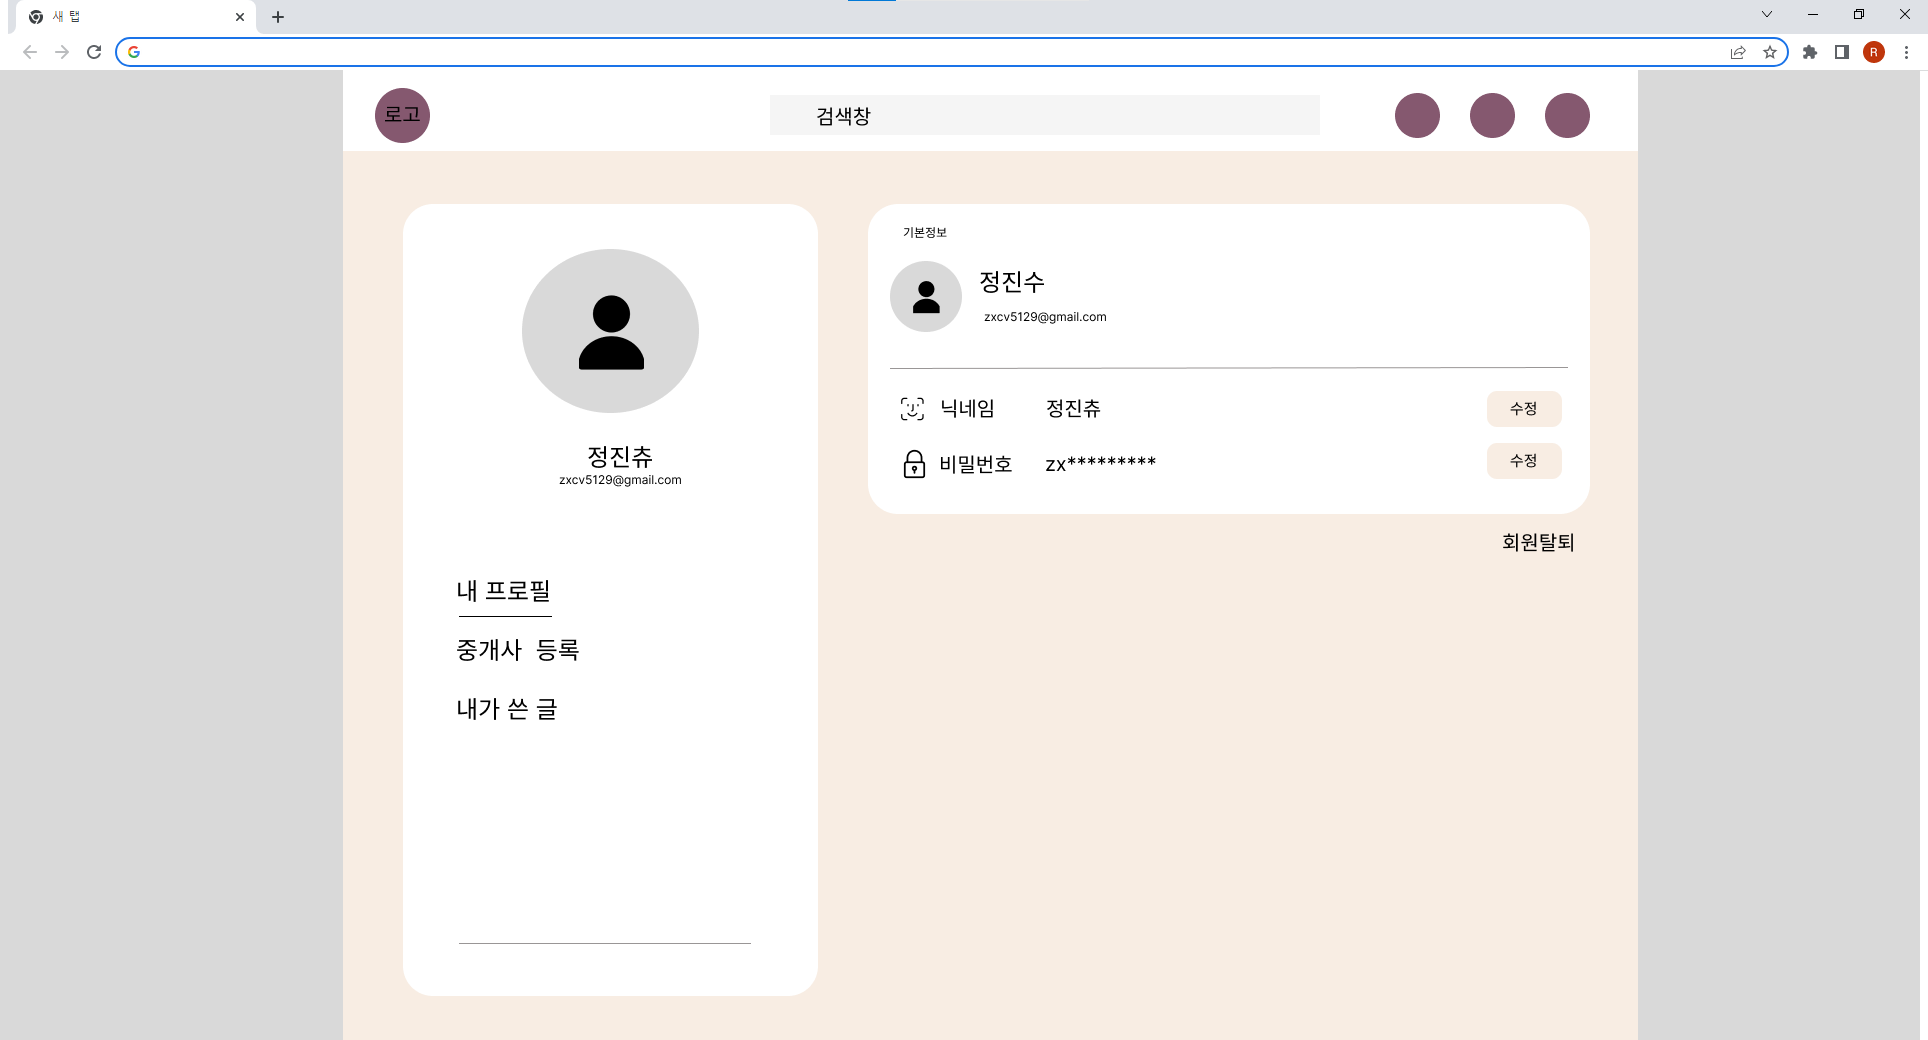 새 탭
R
로고
검색창
정진츄
zxcv5129@gmail.com
내 프로필
중개사 등록
내가 쓴 글
기본정보
정진수
zxcv5129@gmail.com
닉네임 정진츄 수정
비밀번호 zx********* 수정
회원탈퇴